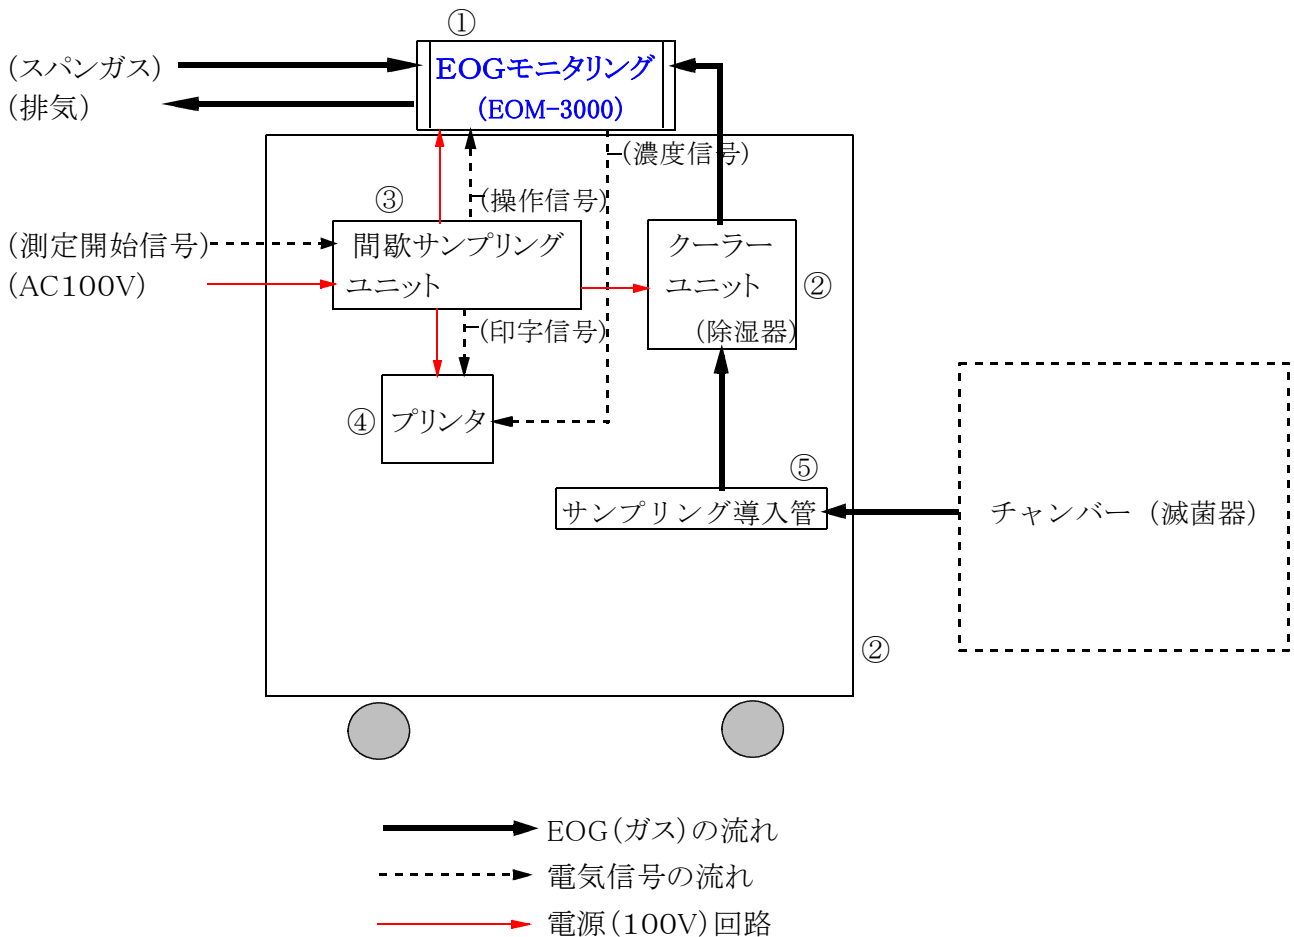 ①
(スパンガス)
EOGモニタリング
(排気)
(EOM-3000)
(濃度信号)
③
(操作信号)
(測定開始信号)
間歇サンプリング
クーラー
(AC100V)
ユニット
ユニット
②
(印字信号)
(除湿器)
④
プリンタ
⑤
サンプリング導入管
チャンバー (滅菌器)
②
EOG(ガス)の流れ
電気信号の流れ
電源(100V)回路